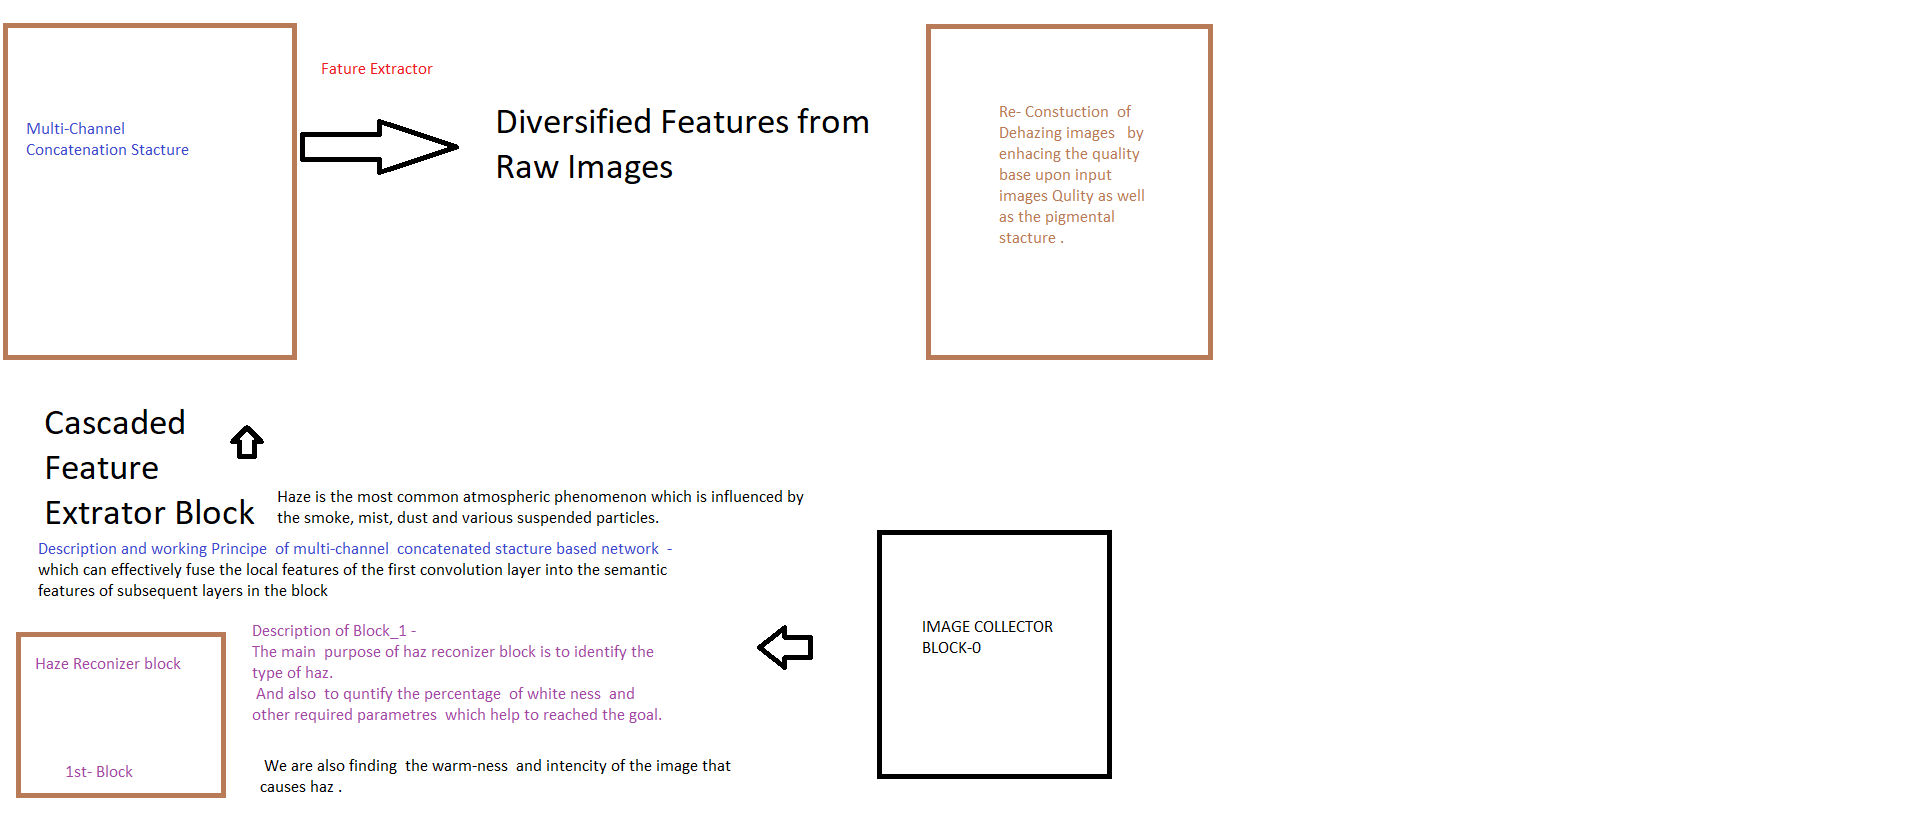 Fature Extractor
Multi-Channel
Concatenation Stacture
Diversified Features from
Raw Images
Re- Constuction  of
Dehazing images   by
enhacing the quality
base upon input
images Qulity as well
as the pigmental
stacture .
Cascaded
Feature
Extrator Block
Haze is the most common atmospheric phenomenon which is influenced by
the smoke, mist, dust and various suspended particles.
Description and working Principe  of multi-channel  concatenated stacture based network  -
which can effectively fuse the local features of the first convolution layer into the semantic
features of subsequent layers in the block
Haze Reconizer block
1st- Block
Description of Block_1 -
The main  purpose of haz reconizer block is to identify the
type of haz.
And also  to quntify the percentage  of white ness  and
other required parametres  which help to reached the goal.
We are also finding  the warm-ness  and intencity of the image that
causes haz .
IMAGE COLLECTOR
BLOCK-0